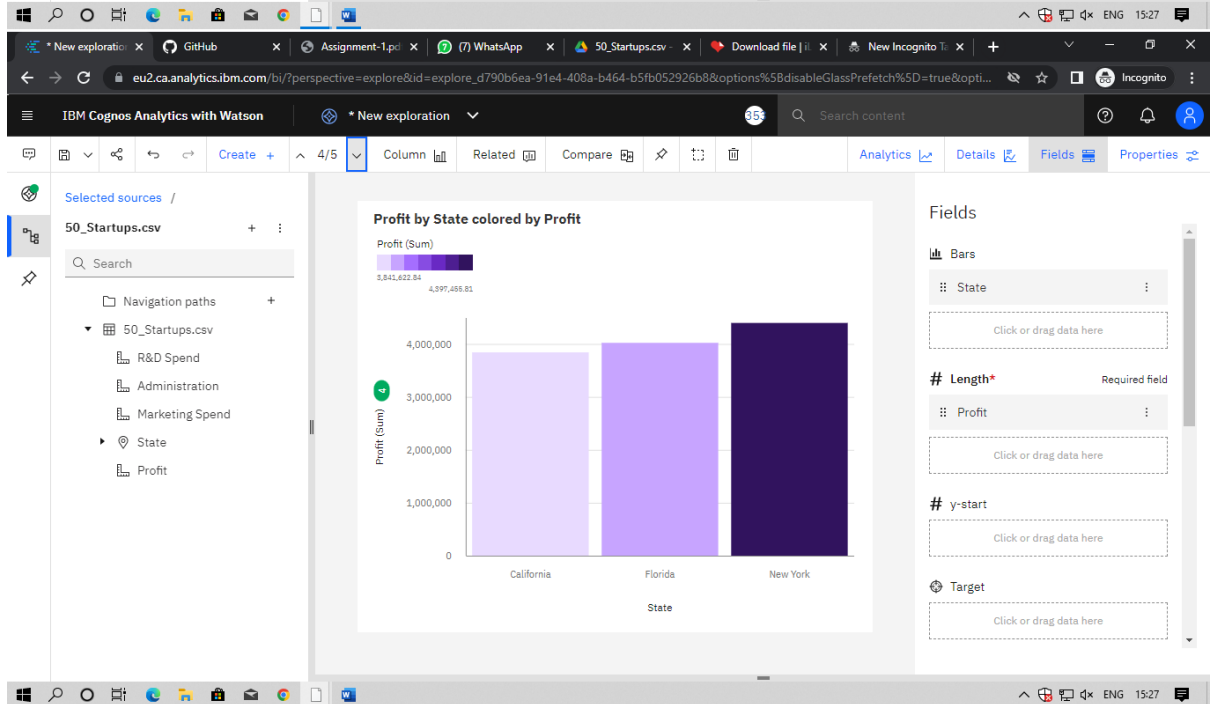 ENG 15:27
* New exploration
GitHub
Assignment-1.pd
(7) WhatsApp
50_Startups.csv -
Download file | iL
New Incognito Ta
eu2.ca.analytics.ibm.com/bi/?perspective=explore&id=explore_d790b6ea-91e4-408a-b464-b5fb052926b8&options%5BdisableGlassPrefetch%5D=true&opti...
Incognito
IBM Cognos Analytics with Watson
* New exploration
353
Search content
Create +
4/5
Column
Related
Compare
Analytics
Details
Fields
Properties
Selected sources /
50_Startups.csv
Search
Navigation paths
50_Startups.csv
R&D Spend
Administration
Marketing Spend
State
Profit
Profit by State colored by Profit
Profit (Sum)
3,841,622.84
4,397,455.81
4,000,000
3,000,000
2,000,000
1,000,000
0
Profit (Sum)
4
California
Florida
New York
State
Fields
Bars
State
Click or drag data here
# Length* Required field
Profit
Click or drag data here
# y-start
Click or drag data here
Target
Click or drag data here
ENG 15:27